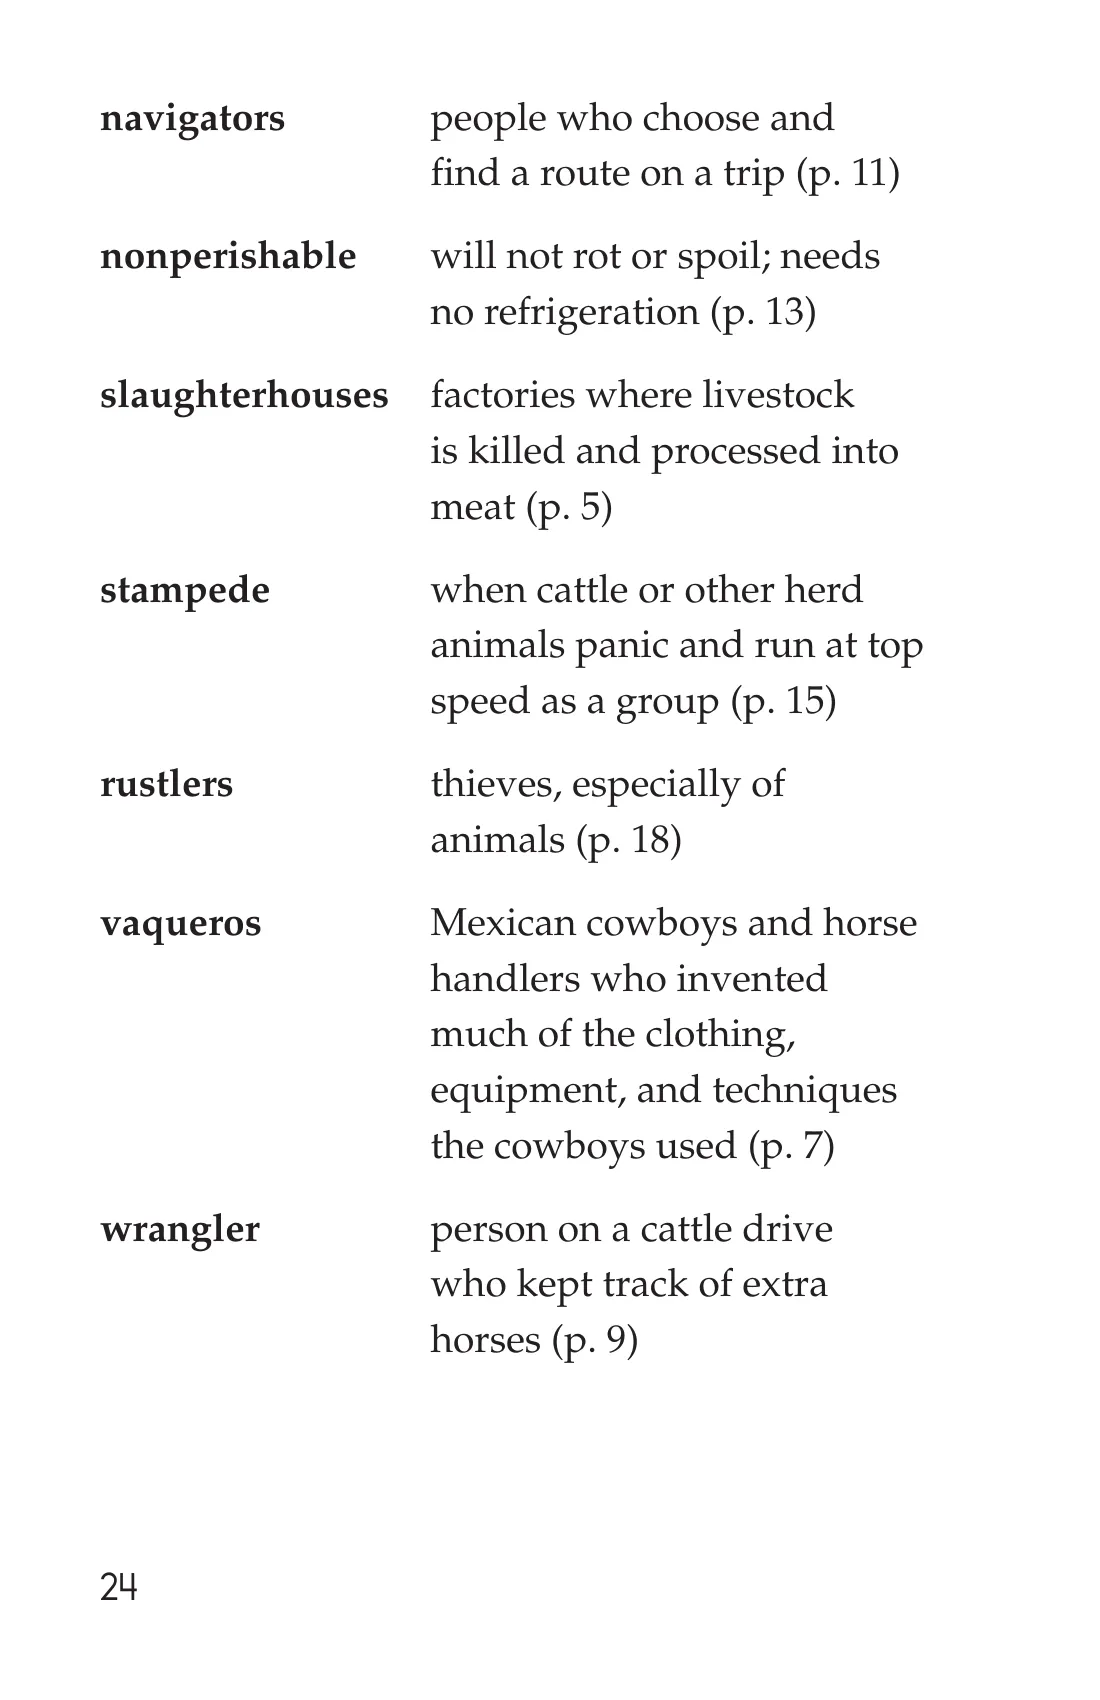 navigators people who choose and
find a route on a trip (p. 11)
nonperishable will not rot or spoil; needs
no refrigeration (p. 13)
slaughterhouses factories where livestock
is killed and processed into
meat (p. 5)
stampede when cattle or other herd
animals panic and run at top
speed as a group (p. 15)
rustlers thieves, especially of
animals (p. 18)
vaqueros Mexican cowboys and horse
handlers who invented
much of the clothing,
equipment, and techniques
the cowboys used (p. 7)
wrangler person on a cattle drive
who kept track of extra
horses (p. 9)
24